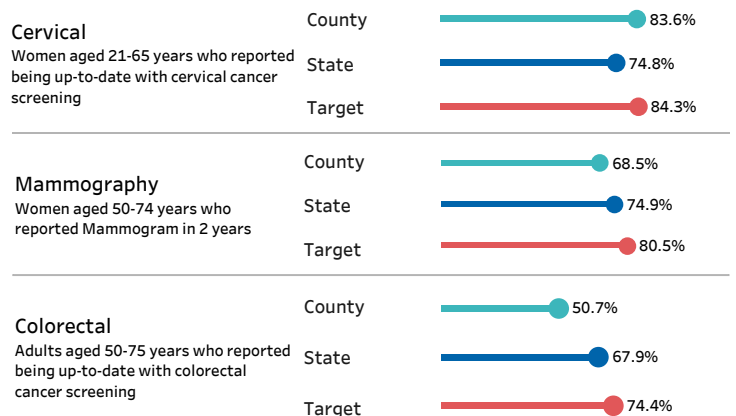 Cervical
Women aged 21-65 years who reported
being up-to-date with cervical cancer
screening
County
83.6%
State
74.8%
Target
84.3%
Mammography
Women aged 50-74 years who
reported Mammogram in 2 years
County
68.5%
State
74.9%
Target
80.5%
Colorectal
Adults aged 50-75 years who reported
being up-to-date with colorectal
cancer screening
County
50.7%
State
67.9%
Target
74.4%